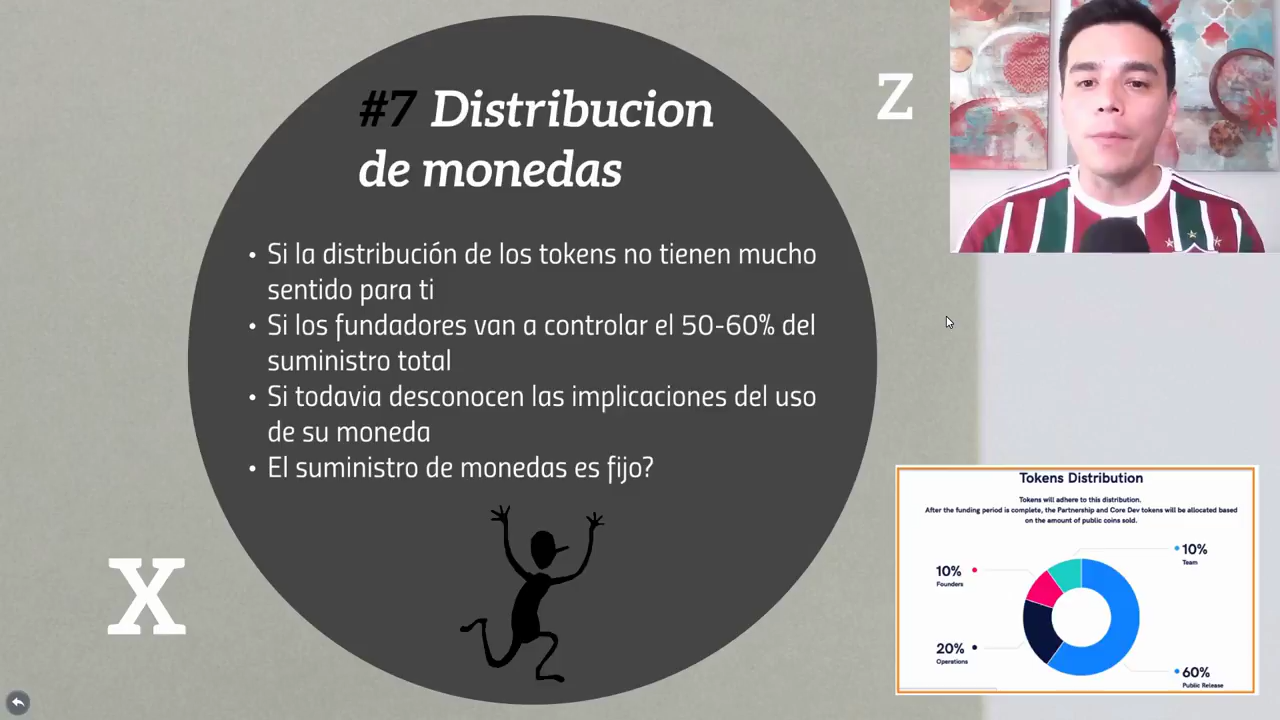 #7 Distribucion
de monedas
Z
• Si la distribución de los tokens no tienen mucho
sentido para ti
• Si los fundadores van a controlar el 50-60% del
suministro total
• Si todavia desconocen las implicaciones del uso
de su moneda
• El suministro de monedas es fijo?
X
Tokens Distribution
Tokens will adhere to this distribution.
After the funding period is complete, the Partnership and Core Dev tokens will be allocated based
on the amount of public coins sold.
10%
Team
10%
Founders
20%
Operations
60%
Public Release